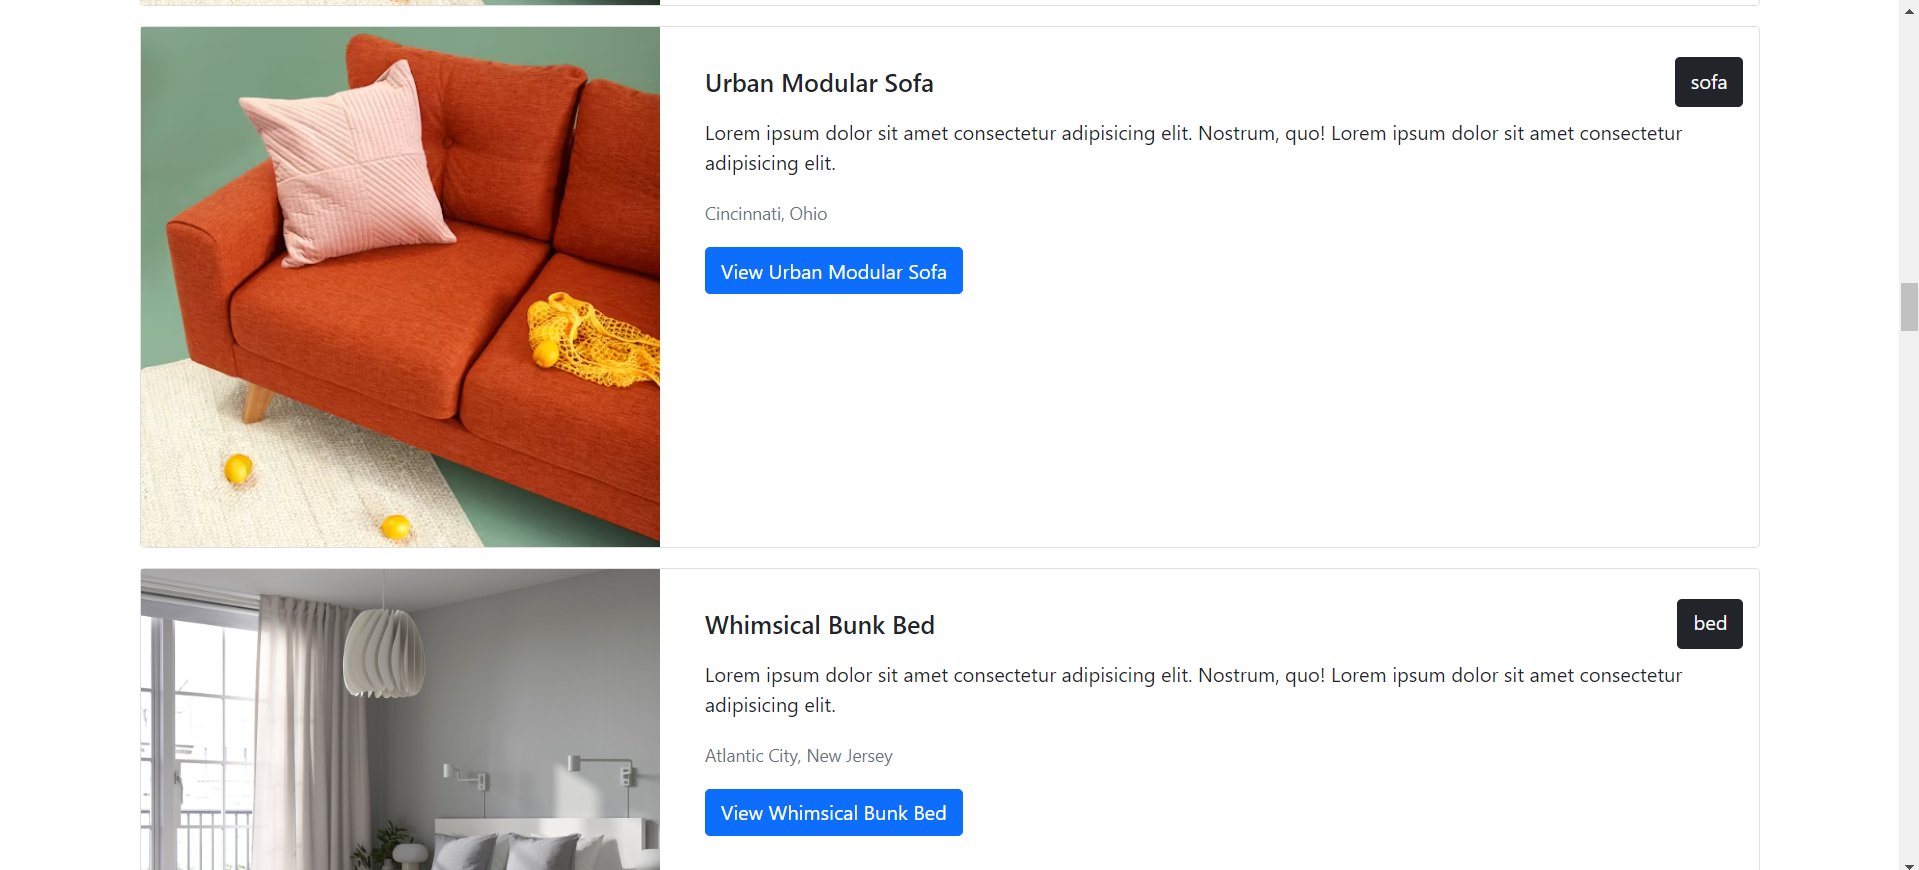 Urban Modular Sofa
sofa
Lorem ipsum dolor sit amet consectetur adipisicing elit. Nostrum, quo! Lorem ipsum dolor sit amet consectetur
adipisicing elit.
Cincinnati, Ohio
View Urban Modular Sofa
Whimsical Bunk Bed
bed
Lorem ipsum dolor sit amet consectetur adipisicing elit. Nostrum, quo! Lorem ipsum dolor sit amet consectetur
adipisicing elit.
Atlantic City, New Jersey
View Whimsical Bunk Bed